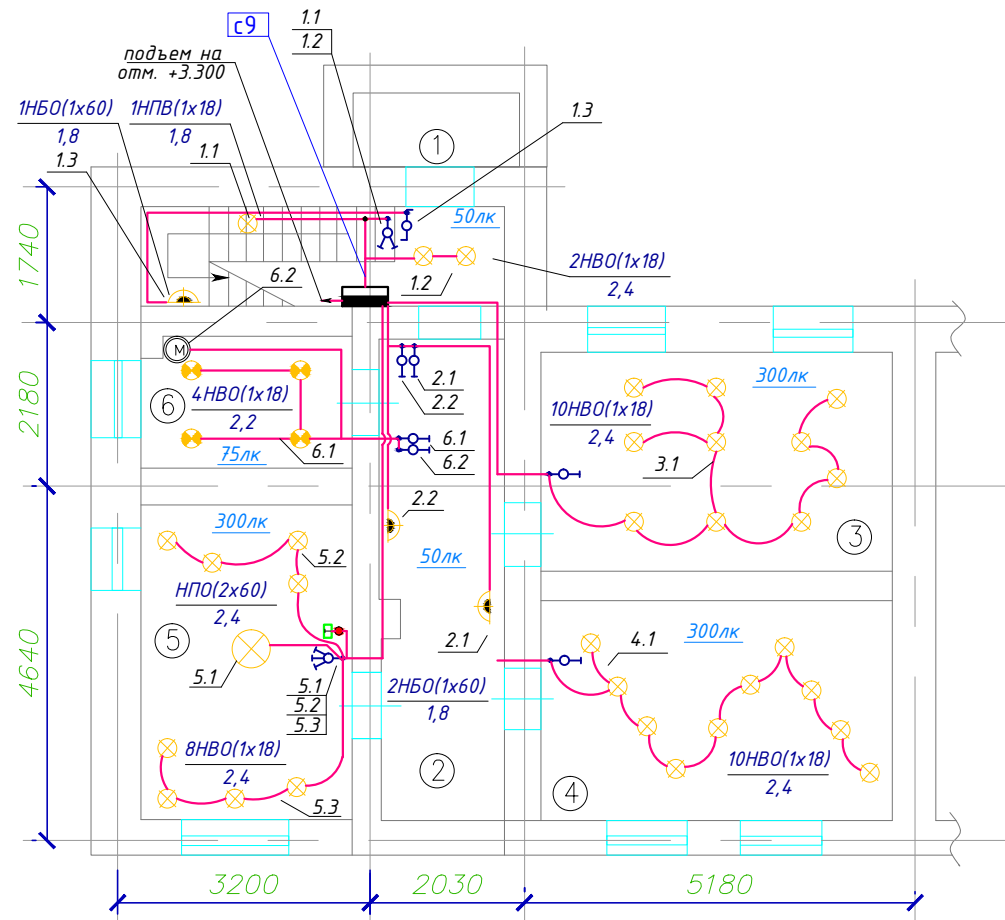 с9
1.1
1.2
подъем на
отм. +3.300
1НБО(1х60)
1,8
1НПВ(1х18)
1,8
1.3
1.1
1.3
1
50лк
2НВО(1х18)
2,4
1.2
6.2
1740
М
2.1
2.2
300лк
6
4НВО(1х18)
2,2
10НВО(1х18)
2,4
2180
75лк
6.1
6.1
6.2
3.1
2.2
300лк
5.2
50лк
3
НПО(2х60)
2,4
5
5.1
2.1
300лк
4.1
4640
5.1
5.2
5.3
2НБО(1х60)
1,8
8НВО(1х18)
2,4
5.3
2
10НВО(1х18)
2,4
4
3200
2030
5180